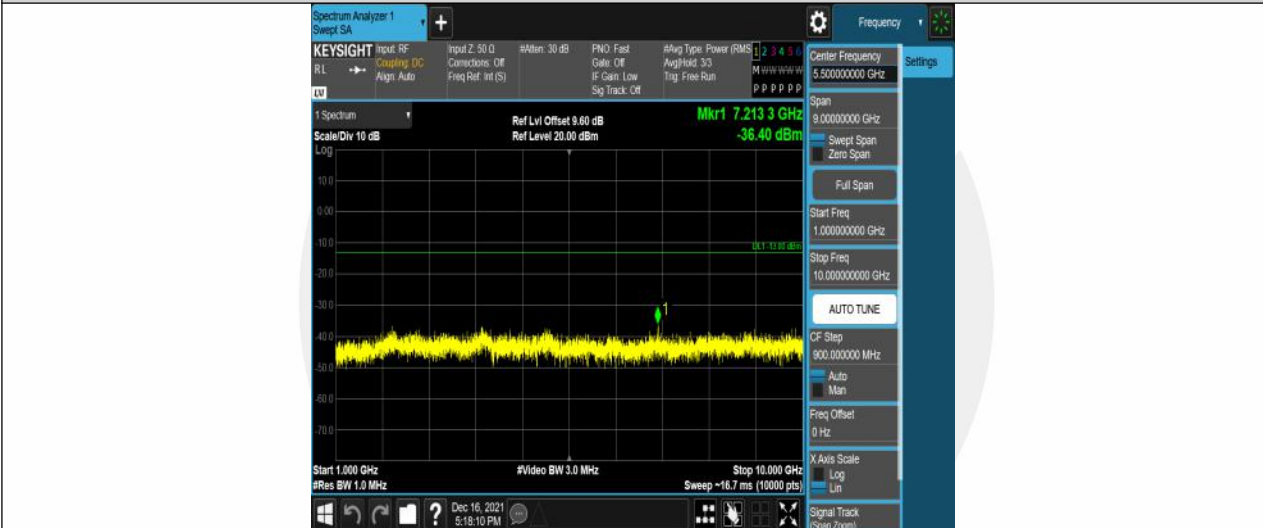 Spectrum Analyzer 1
Swept SA
+
Frequency
KEYSIGHT
RL
LV
Input: RF
Coupling: DC
Align: Auto
Input Z: 50 Ω
Corrections: Off
Freq Ref: Int (S)
#Atten: 30 dB
PNO: Fast
Gate: Off
IF Gain: Low
Sig Track: Off
#Avg Type: Power (RMS
Avg|Hold: 3/3
Trig: Free Run
1 2 3 4 5 6
M W W W W W
P P P P P P
1 Spectrum
Scale/Div 10 dB
Log
Ref Lvl Offset 9.60 dB
Ref Level 20.00 dBm
Mkr1 7.213 3 GHz
-36.40 dBm
10.0
0.00
-10.0
-20.0
-30.0
-40.0
-50.0
-60.0
-70.0
DL1 -13.00 dBm
1
Start 1.000 GHz
#Res BW 1.0 MHz
#Video BW 3.0 MHz
Stop 10.000 GHz
Sweep ~16.7 ms (10000 pts)
?
Dec 16, 2021
5:18:10 PM
Center Frequency
5.500000000 GHz
Settings
Span
9.00000000 GHz
Swept Span
Zero Span
Full Span
Start Freq
1.000000000 GHz
Stop Freq
10.000000000 GHz
AUTO TUNE
CF Step
900.000000 MHz
Auto
Man
Freq Offset
0 Hz
X Axis Scale
Log
Lin
Signal Track
(Span Zoom)